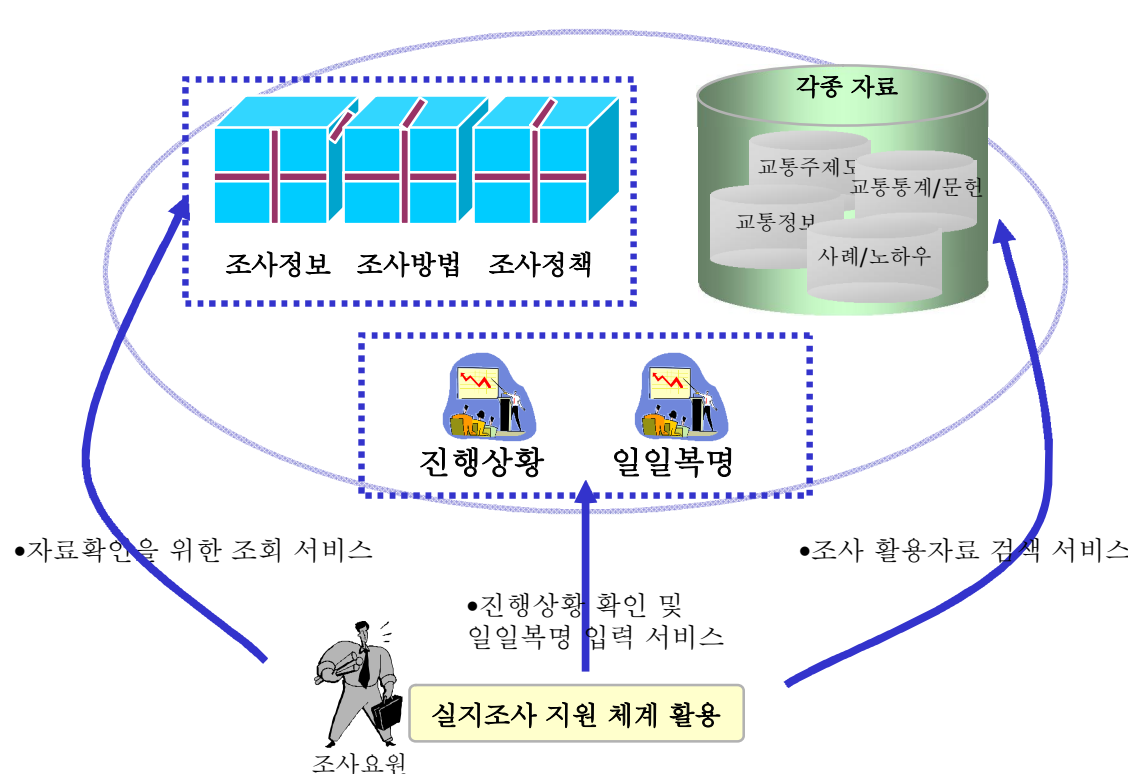 각종 자료
교통주제도
교통통계/문헌
교통정보
사례/노하우
조사정보 조사방법 조사정책
진행상황 일일복명
•자료확인을 위한 조회 서비스
•조사 활용자료 검색 서비스
•진행상황 확인 및
일일복명 입력 서비스
실지조사 지원 체계 활용
조사요원